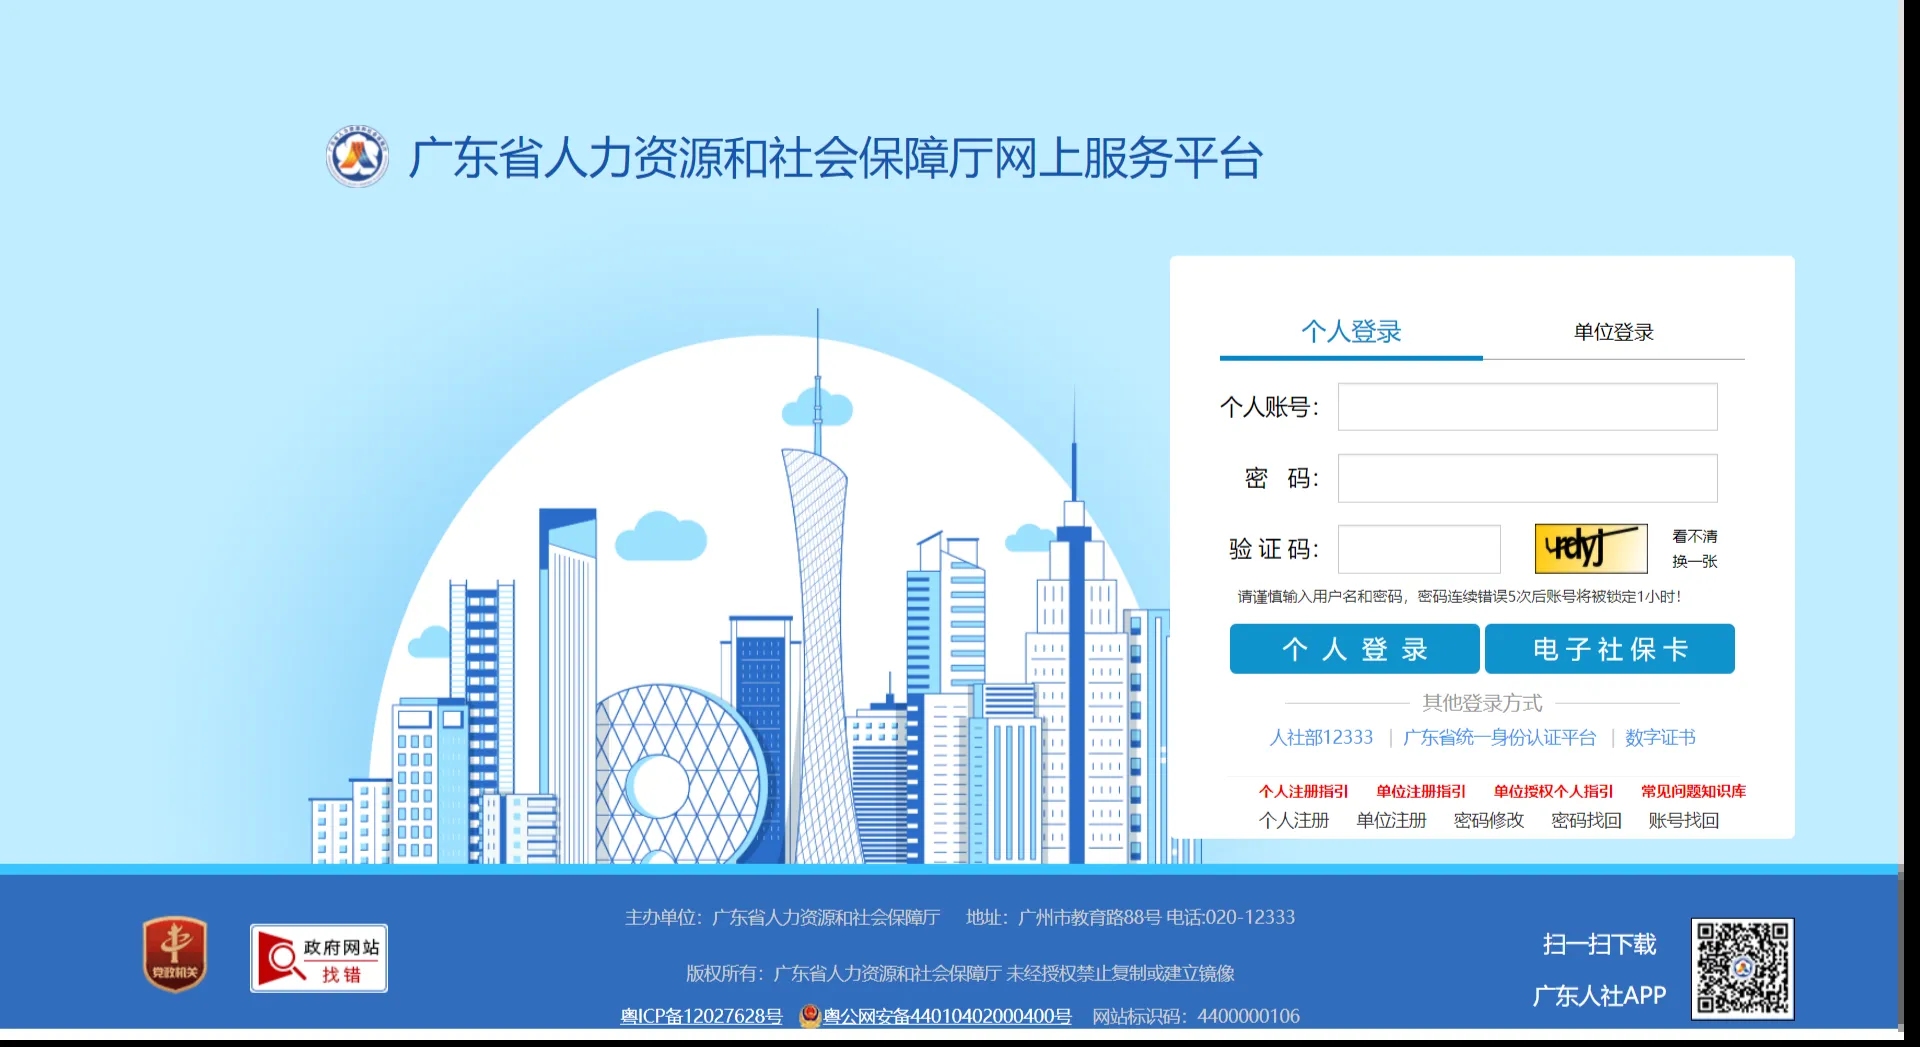 广东省人力资源和社会保障厅网上服务平台
个人登录 单位登录
个人账号：
密 码：
验 证 码： 看不清
换一张
请谨慎输入用户名和密码，密码连续错误5次后账号将被锁定1小时！
个 人 登 录 电 子 社 保 卡
其他登录方式
人社部12333 | 广东省统一身份认证平台 | 数字证书
个人注册指引 单位注册指引 单位授权个人指引 常见问题知识库
个人注册 单位注册 密码修改 密码找回 账号找回
党政机关
政府网站
找错
主办单位：广东省人力资源和社会保障厅 地址：广州市教育路88号 电话:020-12333
版权所有：广东省人力资源和社会保障厅 未经授权禁止复制或建立镜像
粤ICP备12027628号 粤公网安备44010402000400号 网站标识码：4400000106
扫一扫下载
广东人社APP